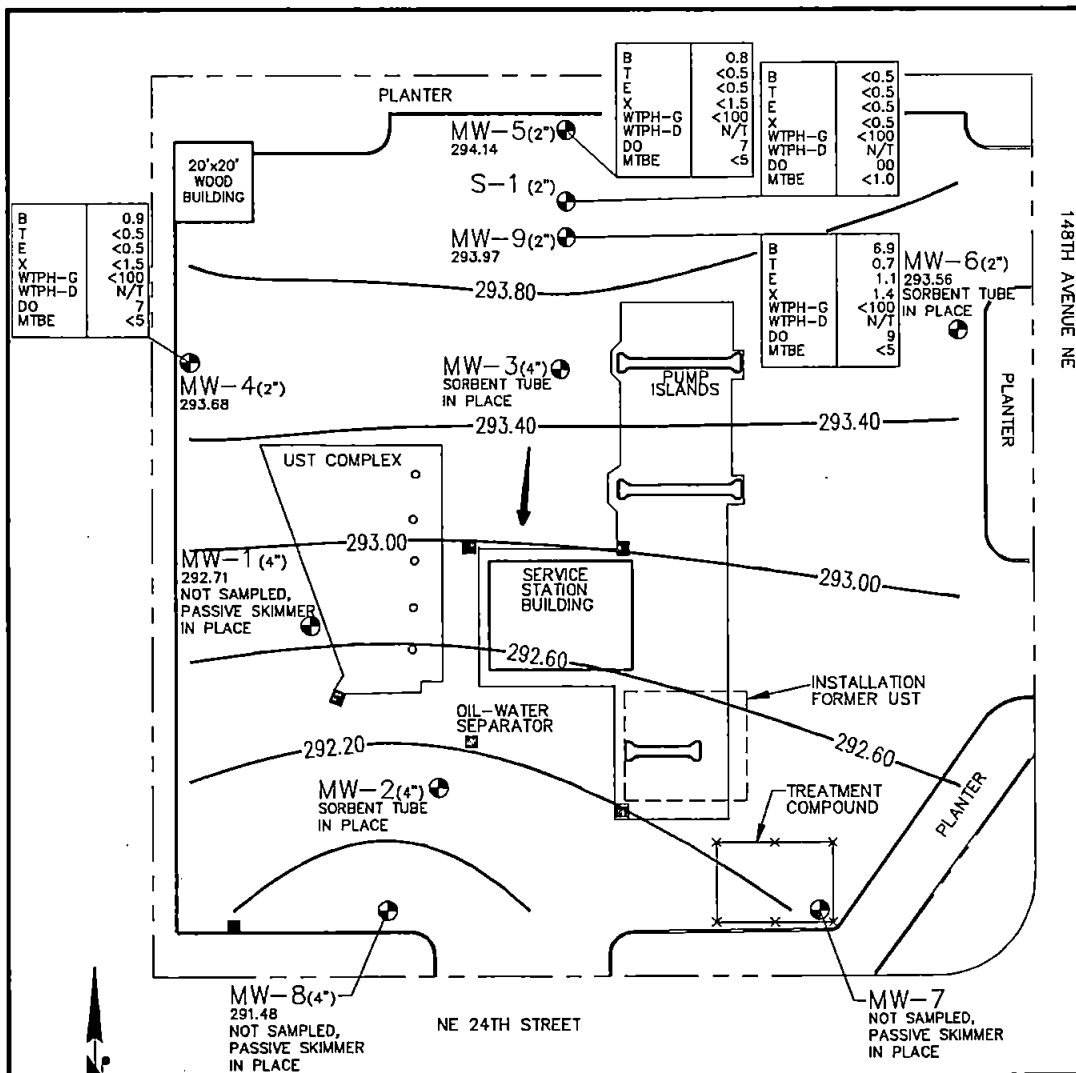 PLANTER
B 0.8
T <0.5
E <0.5
X <1.5
WTPH-G <100
WTPH-D N/T
DO 7
MTBE <5
B <0.5
T <0.5
E <0.5
X <0.5
WTPH-G <100
WTPH-D N/T
DO 00
MTBE <1.0
MW-5(2")
294.14
20'x20'
WOOD
BUILDING
S-1 (2")
B 0.9
T <0.5
E <0.5
X <1.5
WTPH-G <100
WTPH-D N/T
DO 7
MTBE <5
MW-9(2")
293.97
B 6.9
T 0.7
E 1.1
X 1.4
WTPH-G <100
WTPH-D N/T
DO 9
MTBE <5
MW-6(2")
293.56
SORBENT TUBE
IN PLACE
148TH AVENUE NE
293.80
MW-4(2")
293.68
MW-3(4")
SORBENT TUBE
IN PLACE
PUMP
ISLANDS
PLANTER
293.40
293.40
UST COMPLEX
293.00
MW-1(4")
292.71
NOT SAMPLED,
PASSIVE SKIMMER
IN PLACE
SERVICE
STATION
BUILDING
293.00
292.60
INSTALLATION
FORMER UST
OIL-WATER
SEPARATOR
292.20
292.60
MW-2(4")
SORBENT TUBE
IN PLACE
TREATMENT
COMPOUND
PLANTER
MW-8(4")
291.48
NOT SAMPLED,
PASSIVE SKIMMER
IN PLACE
NE 24TH STREET
MW-7
NOT SAMPLED,
PASSIVE SKIMMER
IN PLACE